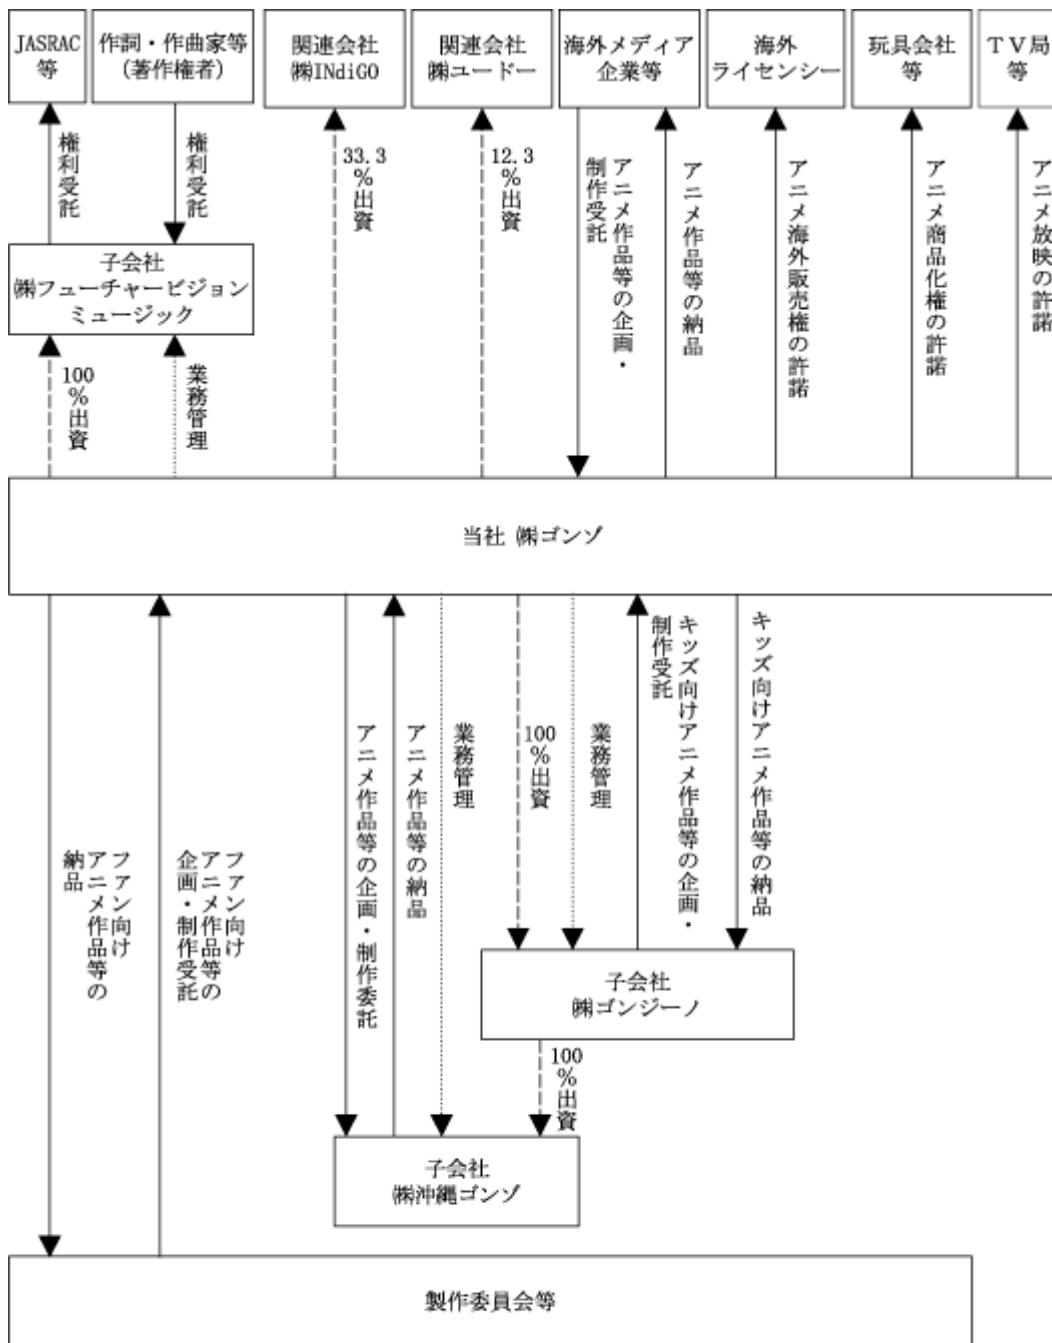 JASRAC
等
作詞・作曲家等
(著作権者)
関連会社
㈱INdiGO
関連会社
㈱ユードー
海外メディア
企業等
海外
ライセンシー
玩具会社
等
ＴＶ局
等
権利受託
権利受託
33.3%出資
12.3%出資
アニメ作品等の企画・
制作受託
アニメ作品等の納品
アニメ海外販売権の許諾
アニメ商品化権の許諾
アニメ放映の許諾
子会社
㈱フューチャービジョン
ミュージック
100%出資
業務管理
当社 ㈱ゴンゾ
ファン向け
アニメ作品等の
納品
ファン向け
アニメ作品等の
企画・制作受託
アニメ作品等の企画・制作委託
アニメ作品等の納品
業務管理
100%出資
業務管理
キッズ向けアニメ作品等の企画・
制作受託
キッズ向けアニメ作品等の納品
子会社
㈱ゴンジーノ
100%出資
子会社
㈱沖縄ゴンゾ
製作委員会等